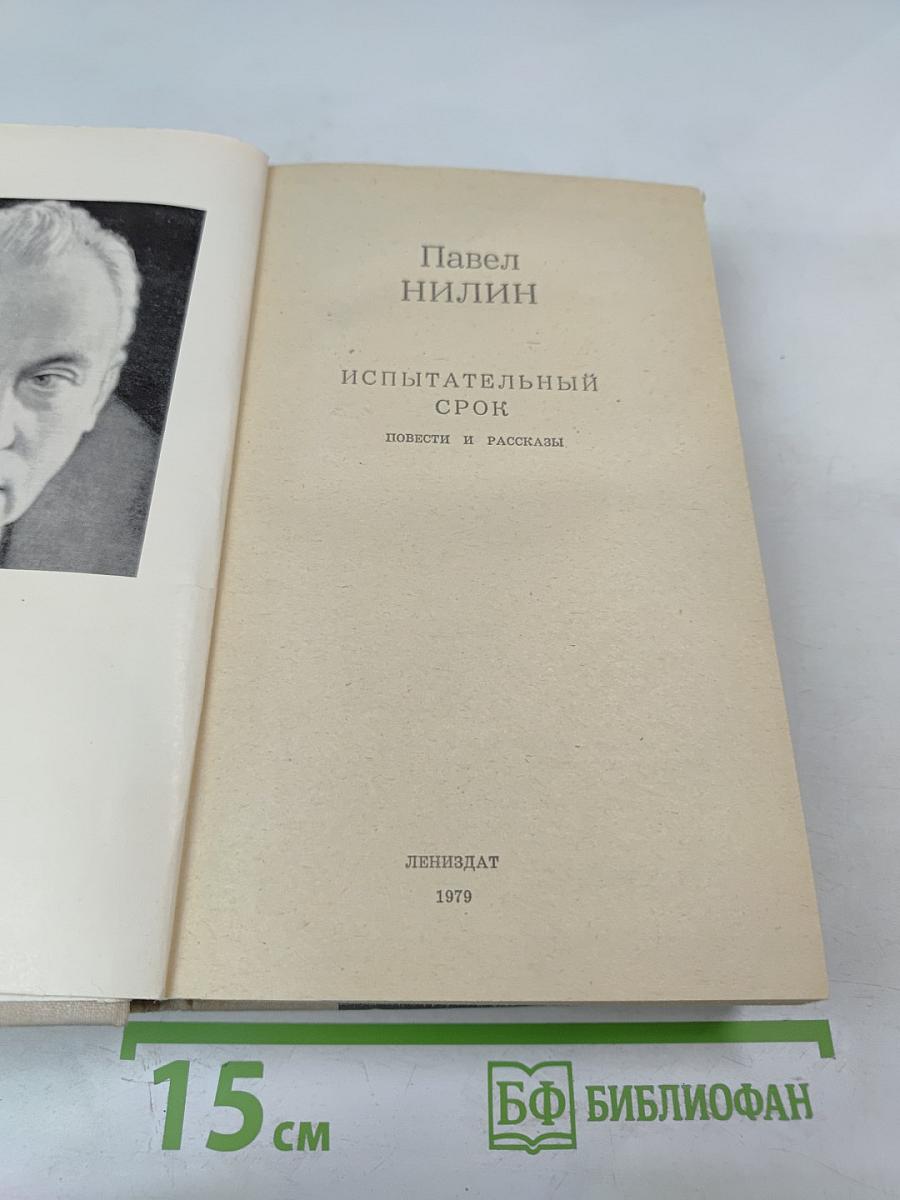 Павел
НИЛИН
ИСПЫТАТЕЛЬНЫЙ
СРОК
ПОВЕСТИ И РАССКАЗЫ
ЛЕНИЗДАТ
1979
15 см
БФ БИБЛИОФАН